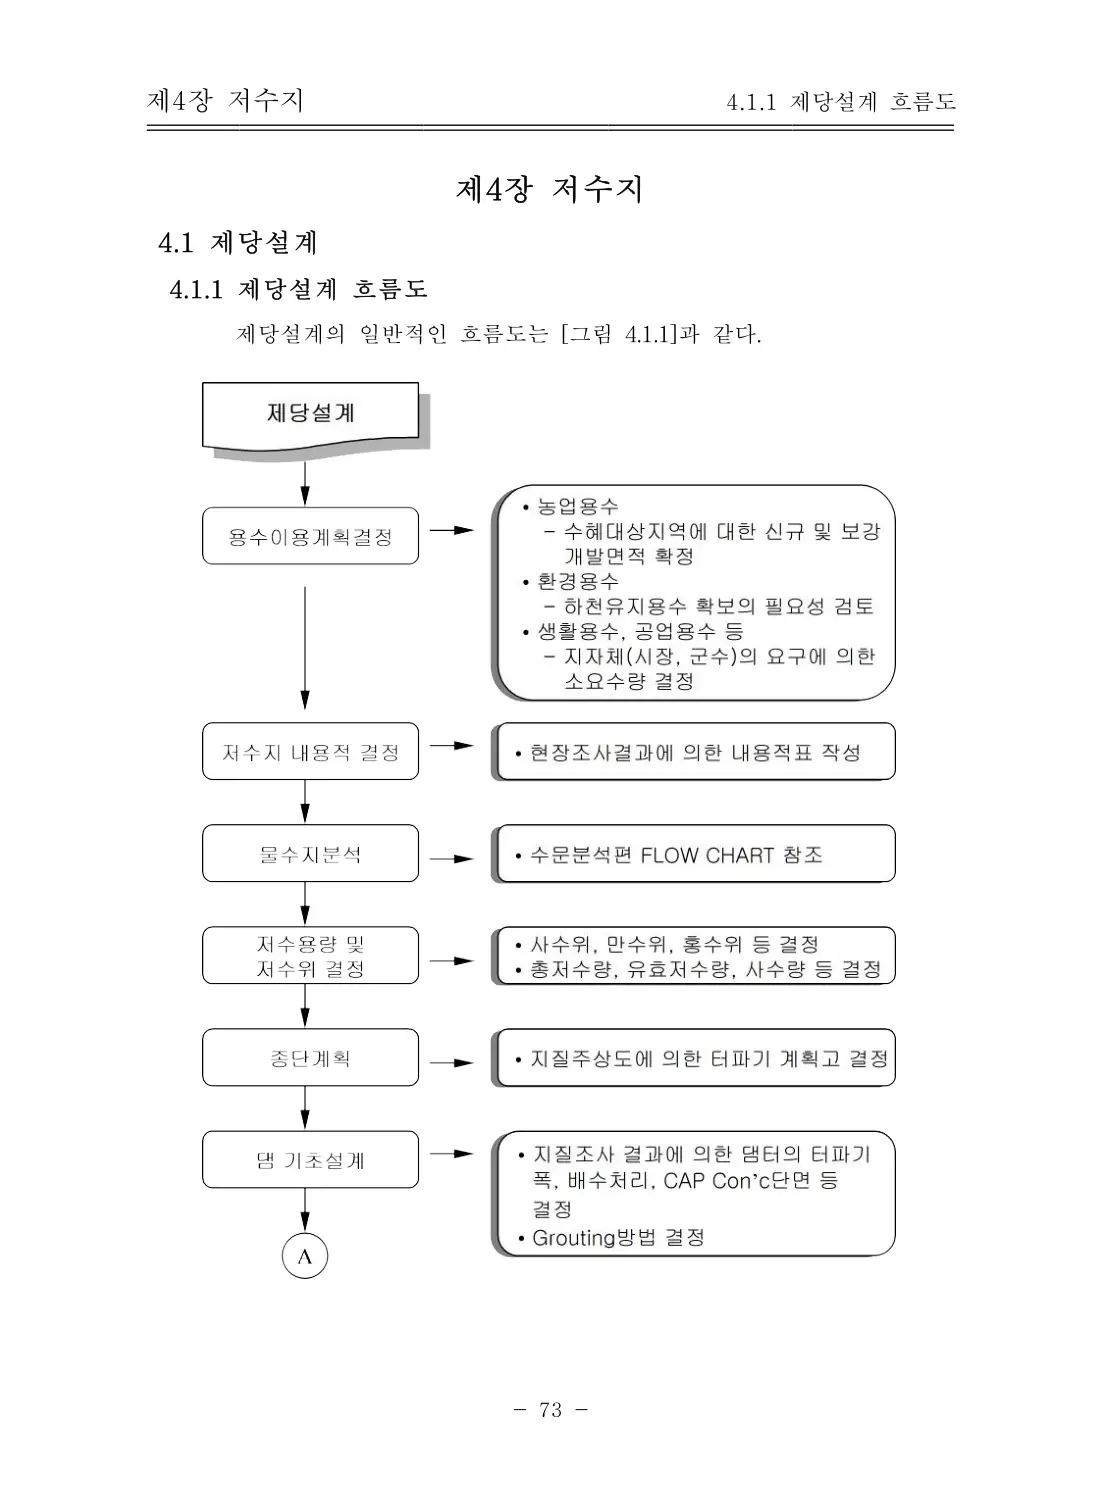 제4장 저수지
4.1.1 제당설계 흐름도
제4장 저수지
4.1 제당설계
4.1.1 제당설계 흐름도
제당설계의 일반적인 흐름도는 [그림 4.1.1]과 같다.
제당설계
용수이용계획결정
• 농업용수
– 수혜대상지역에 대한 신규 및 보강
개발면적 확정
• 환경용수
– 하천유지용수 확보의 필요성 검토
• 생활용수, 공업용수 등
– 지자체(시장, 군수)의 요구에 의한
소요수량 결정
저수지 내용적 결정
• 현장조사결과에 의한 내용적표 작성
물수지분석
• 수문분석편 FLOW CHART 참조
저수용량 및
저수위 결정
• 사수위, 만수위, 홍수위 등 결정
• 총저수량, 유효저수량, 사수량 등 결정
종단계획
• 지질주상도에 의한 터파기 계획고 결정
댐 기초설계
• 지질조사 결과에 의한 댐터의 터파기
폭, 배수처리, CAP Con’c단면 등
결정
• Grouting방법 결정
A
– 73 –